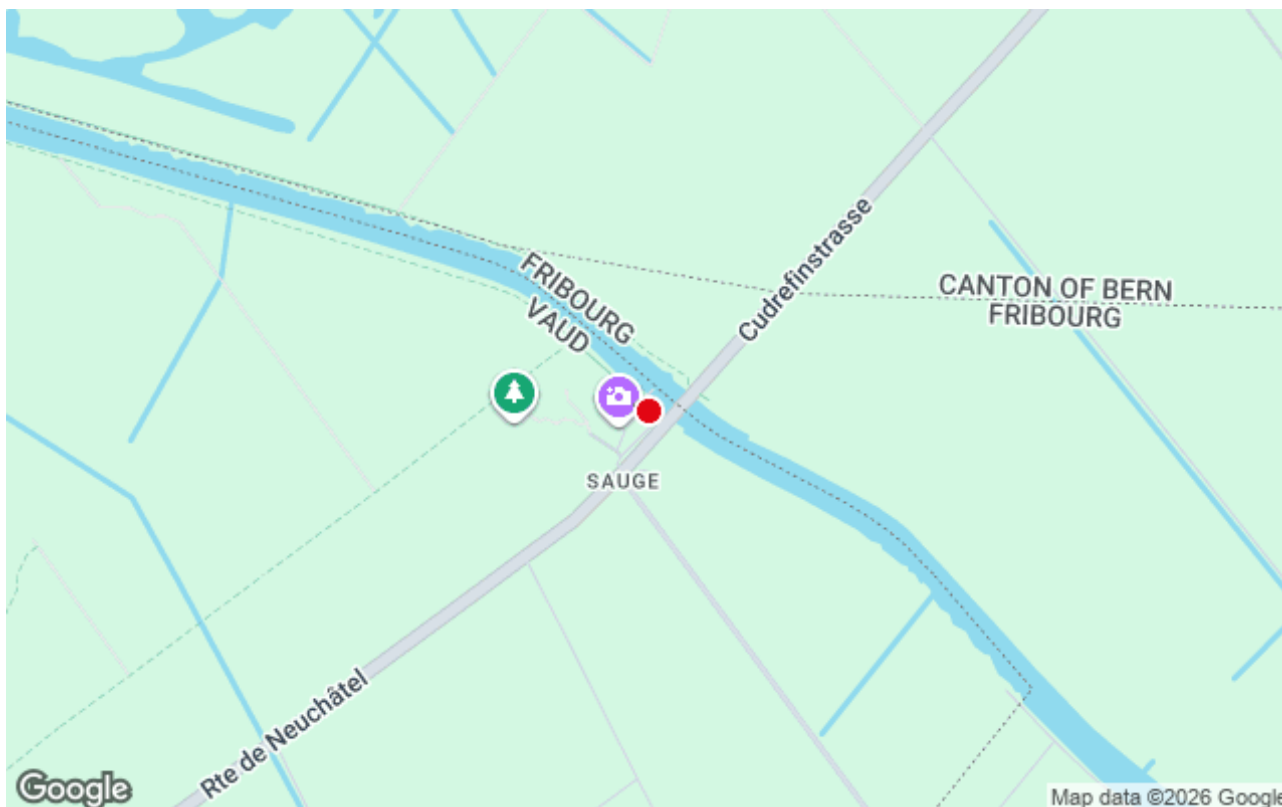 FRIBOURG
VAUD
Cudrefinstrasse
CANTON OF BERN
FRIBOURG
SAUGE
Rte de Neuchâtel
Google
Map data ©2026 Google